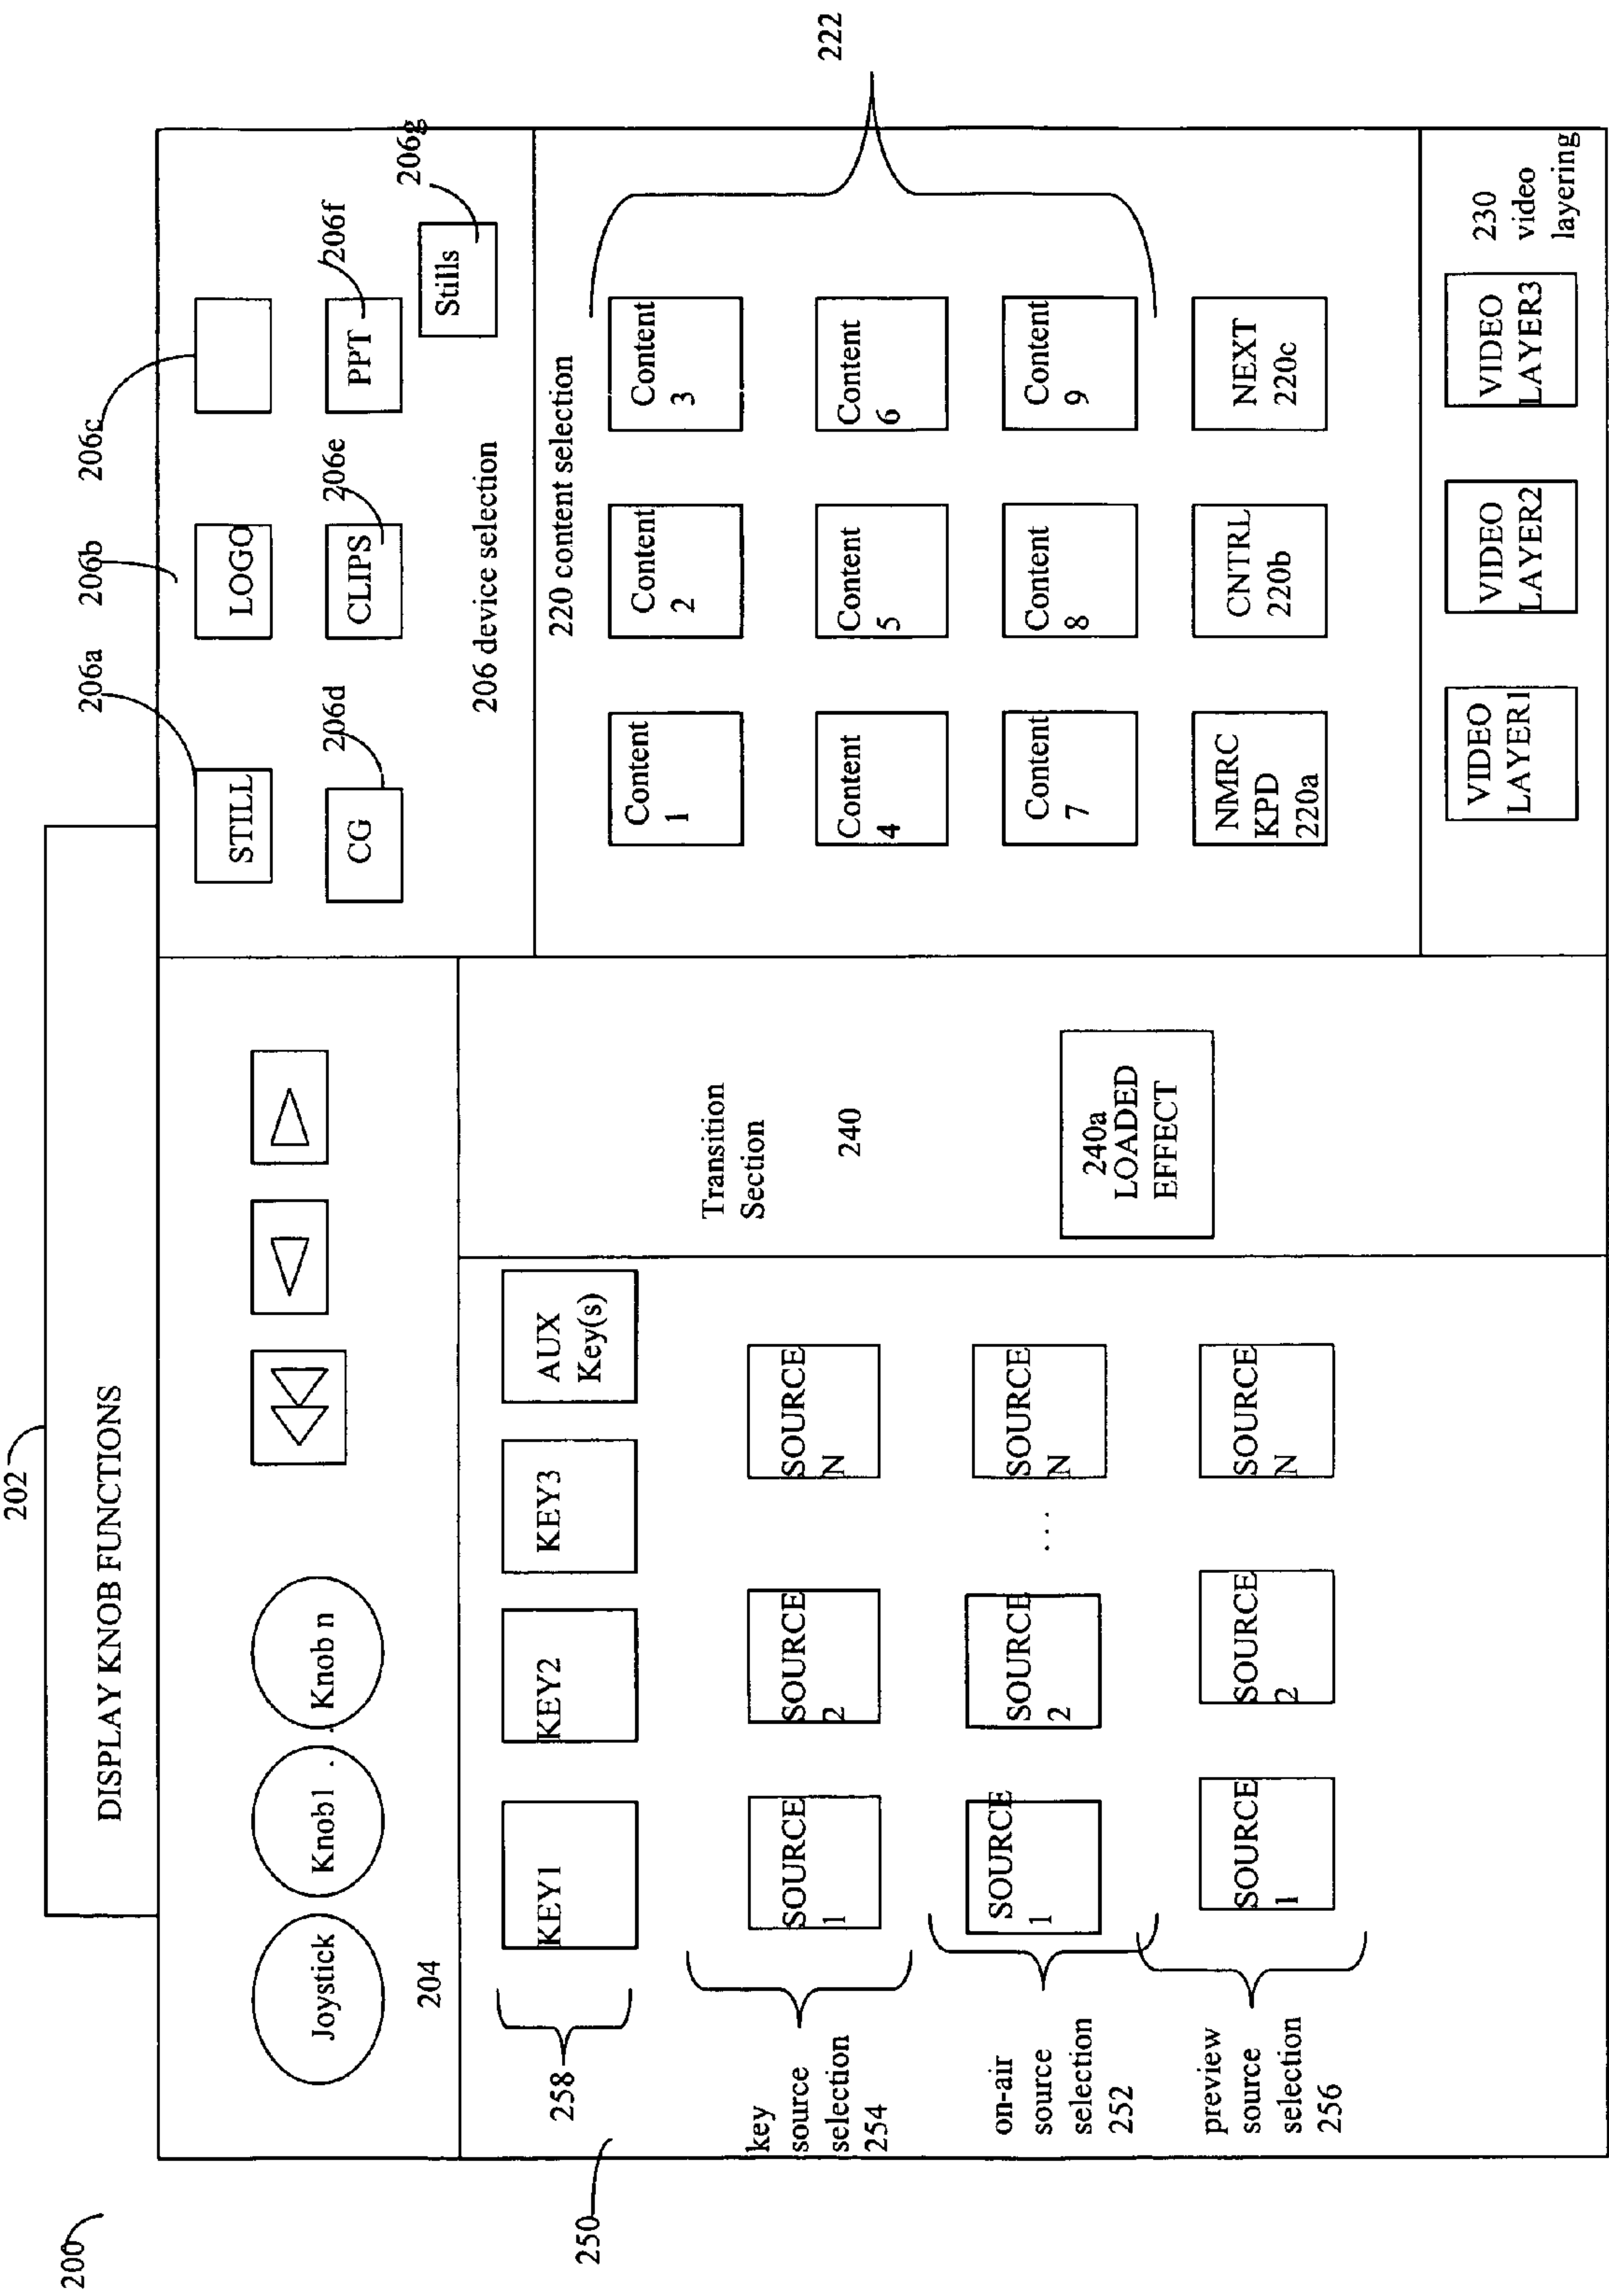 200
202
DISPLAY KNOB FUNCTIONS
Joystick
Knob1 . .
Knob n
204
206a
206b
206c
STILL
LOGO
206d
206e
206f
CG
CLIPS
PPT
206g
Stills
206 device selection
220 content selection
Content
1
Content
2
Content
3
Content
4
Content
5
Content
6
Content
7
Content
8
Content
9
222
NMRC
KPD
220a
CNTRL
220b
NEXT
220c
VIDEO
LAYER1
VIDEO
LAYER2
VIDEO
LAYER3
230
video
layering
Transition
Section
240
240a
LOADED
EFFECT
250
258
KEY1
KEY2
KEY3
AUX
Key(s)
key
source
selection
254
SOURCE
1
SOURCE
2
SOURCE
N
on-air
source
selection
252
SOURCE
1
SOURCE
2
. . .
SOURCE
N
preview
source
selection
256
SOURCE
1
SOURCE
2
SOURCE
N